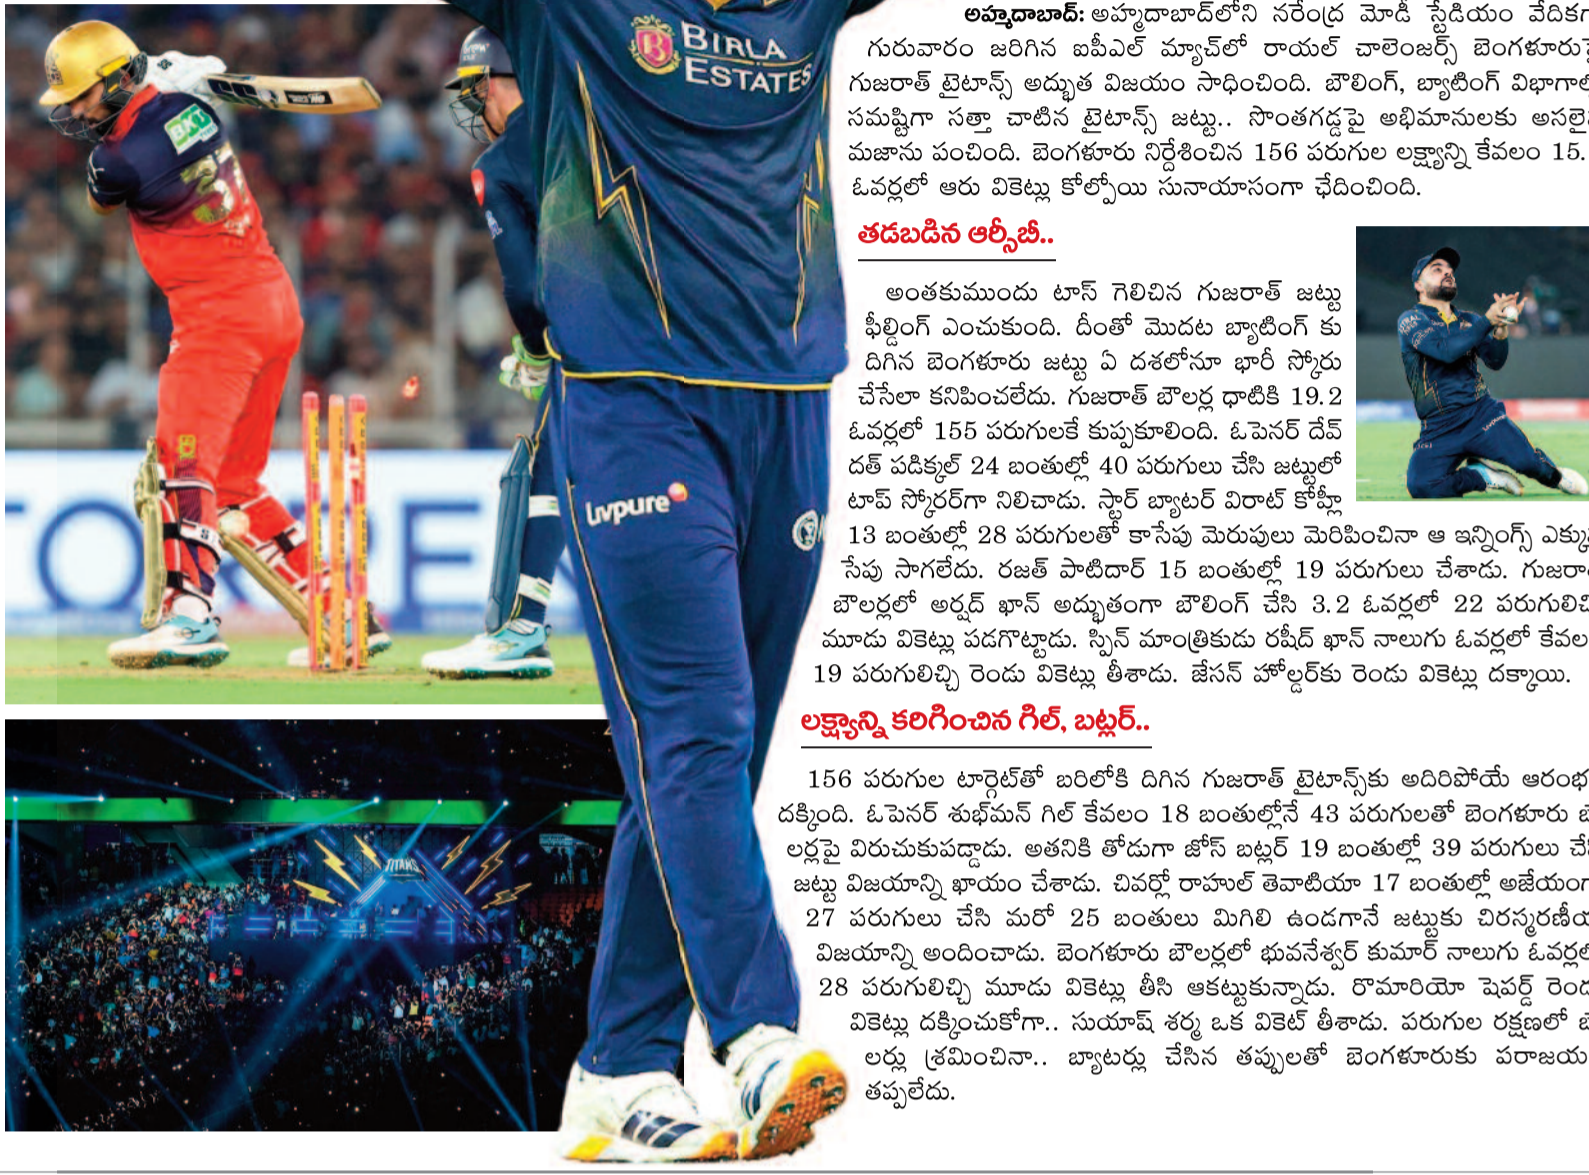 అహ్మదాబాద్: అహ్మదాబాద్‌లోని నరేంద్ర మోడీ స్టేడియం
గురువారం జరిగిన ఐపీఎల్ మ్యాచ్‌లో రాయల్ చాలెంజర్స్
గుజరాత్ టైటాన్స్ అద్భుత విజయం సాధించింది. బౌలింగ్, బ్యాటింగ్
సమష్టిగా సత్తా చాటిన టైటాన్స్ జట్టు.. సొంతగడ్డపై అభిమానులకు
మజాను పంచింది. బెంగళూరు నిర్దేశించిన 156 పరుగుల లక్ష్యాన్ని కేవలం 15.
ఓవర్లలో ఆరు వికెట్లు కోల్పోయి సునాయాసంగా ఛేదించింది.
తడబడిన ఆర్సీబీ..
అంతకుముందు టాస్ గెలిచిన గుజరాత్ జట్టు
ఫీల్డింగ్ ఎంచుకుంది. దీంతో మొదట బ్యాటింగ్ కు
దిగిన బెంగళూరు జట్టు ఏ దశలోనూ భారీ స్కోరు
చేసేలా కనిపించలేదు. గుజరాత్ బౌలర్ల ధాటికి 19.2
ఓవర్లలో 155 పరుగులకే కుప్పకూలింది. ఓపెనర్ దేవ్
దత్ పడిక్కల్ 24 బంతుల్లో 40 పరుగులు చేసి జట్టులో
టాప్ స్కోరర్‌గా నిలిచాడు. స్టార్ బ్యాటర్ విరాట్ కోహ్లీ
13 బంతుల్లో 28 పరుగులతో కాసేపు మెరుపులు మెరిపించినా ఆ ఇన్నింగ్స్
సేపు సాగలేదు. రజత్ పాటిదార్ 15 బంతుల్లో 19 పరుగులు చేశాడు.
బౌలర్లలో అర్షద్ ఖాన్ అద్భుతంగా బౌలింగ్ చేసి 3.2 ఓవర్లలో 22
మూడు వికెట్లు పడగొట్టాడు. స్పిన్ మాంత్రికుడు రషీద్ ఖాన్ నాలుగు ఓవర్లలో
19 పరుగులిచ్చి రెండు వికెట్లు తీశాడు. జేసన్ హోల్డర్‌కు రెండు వికెట్లు దక్కాయి.
లక్ష్యాన్ని కరిగించిన గిల్, బట్లర్..
156 పరుగుల టార్గెట్‌తో బరిలోకి దిగిన గుజరాత్ టైటాన్స్‌కు అదిరిపోయే
దక్కింది. ఓపెనర్ శుభ్‌మన్ గిల్ కేవలం 18 బంతుల్లోనే 43 పరుగులతో బెంగళూరు
లర్లపై విరుచుకుపడ్డాడు. అతనికి తోడుగా జోస్ బట్లర్ 19 బంతుల్లో 39 పరుగులు
జట్టు విజయాన్ని ఖాయం చేశాడు. చివర్లో రాహుల్ తెవాటియా 17 బంతుల్లో
27 పరుగులు చేసి మరో 25 బంతులు మిగిలి ఉండగానే జట్టుకు
విజయాన్ని అందించాడు. బెంగళూరు బౌలర్లలో భువనేశ్వర్ కుమార్ నాలుగు
28 పరుగులిచ్చి మూడు వికెట్లు తీసి ఆకట్టుకున్నాడు. రొమారియో షెపర్డ్
వికెట్లు దక్కించుకోగా.. సుయాష్ శర్మ ఒక వికెట్ తీశాడు. పరుగుల రక్షణలో
లర్లు శ్రమించినా.. బ్యాటర్లు చేసిన తప్పులతో బెంగళూరుకు
తప్పలేదు.
BIRLA
ESTATES
Livpure
BKT
TITANS